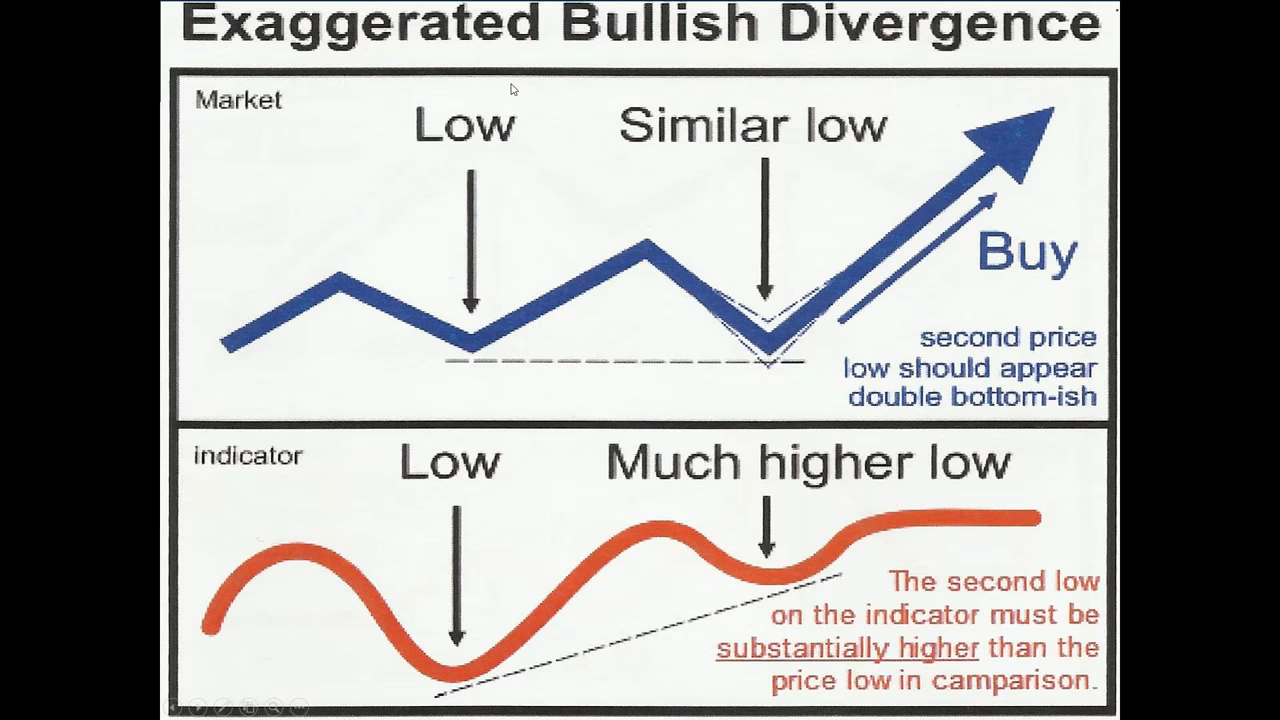 Exaggerated Bullish Divergence
Market
Low
Similar low
Buy
second price
low should appear
double bottom-ish
indicator
Low
Much higher low
The second low
on the indicator must be
substantially higher than the
price low in camparison.